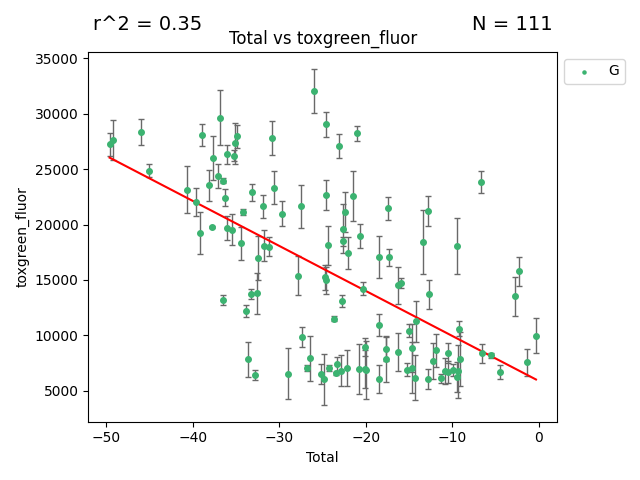 r^2 = 0.35
N = 111
Total vs toxgreen_fluor
G
toxgreen_fluor
35000
30000
25000
20000
15000
10000
5000
−50
−40
−30
−20
−10
0
Total